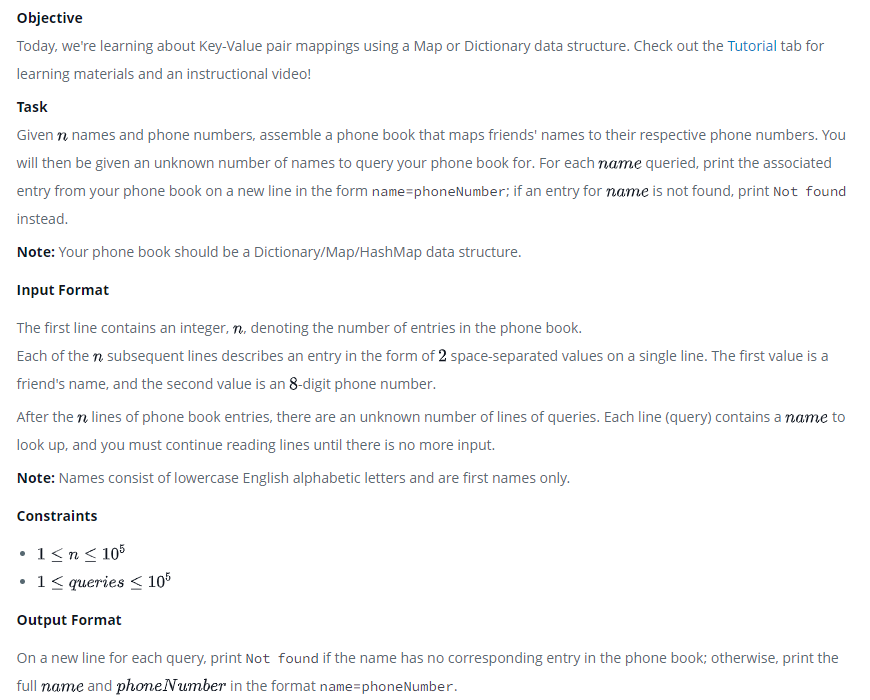 Objective
Today, we're learning about Key-Value pair mappings using a Map or Dictionary data structure. Check out the Tutorial tab for
learning materials and an instructional video!
Task
Given n names and phone numbers, assemble a phone book that maps friends' names to their respective phone numbers. You
will then be given an unknown number of names to query your phone book for. For each name queried, print the associated
entry from your phone book on a new line in the form name=phoneNumber; if an entry for name is not found, print Not found
instead.
Note: Your phone book should be a Dictionary/Map/HashMap data structure.
Input Format
The first line contains an integer, n, denoting the number of entries in the phone book.
Each of the n subsequent lines describes an entry in the form of 2 space-separated values on a single line. The first value is a
friend's name, and the second value is an 8-digit phone number.
After the n lines of phone book entries, there are an unknown number of lines of queries. Each line (query) contains a name to
look up, and you must continue reading lines until there is no more input.
Note: Names consist of lowercase English alphabetic letters and are first names only.
Constraints
• 1 ≤ n ≤ 10⁵
• 1 ≤ queries ≤ 10⁵
Output Format
On a new line for each query, print Not found if the name has no corresponding entry in the phone book; otherwise, print the
full name and phoneNumber in the format name=phoneNumber.